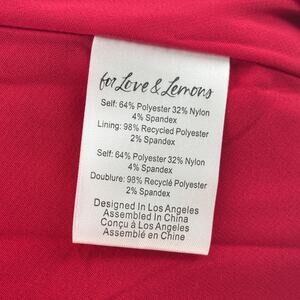 for Love & Lemons
Self: 64% Polyester 32% Nylon
4% Spandex
Lining: 98% Recycled Polyester
2% Spandex
Self: 64% Polyester 32% Nylon
4% Spandex
Doublure: 98% Recyclé Polyester
2% Spandex
Designed In Los Angeles
Assembled In China
Conçu à Los Angeles
Assemblé en Chine